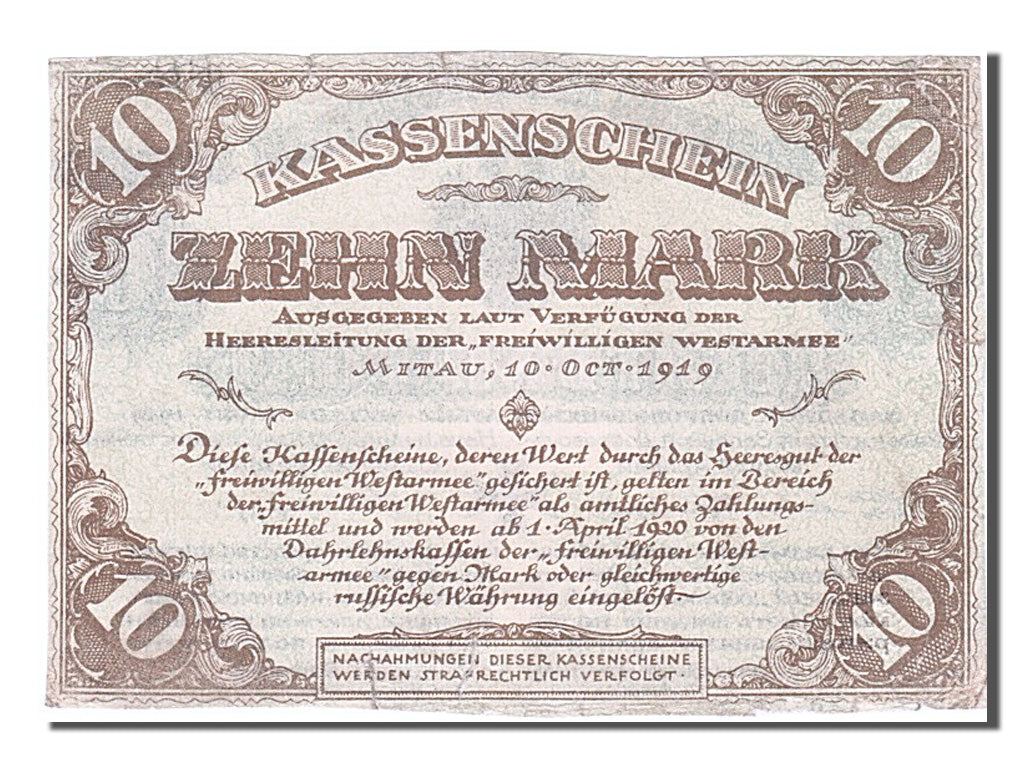 10 10
KASSENSCHEIN
ZEHN MARK
AUSGEGEBEN LAUT VERFÜGUNG DER
HEERESLEITUNG DER „FREIWILLIGEN WESTARMEE"
MITAU, 10·OCT·1919
Diese Kassenscheine, deren Wert durch das Heeresgut der
„freiwilligen Westarmee" gesichert ist, gelten im Bereich
der „freiwilligen Westarmee" als amtliches Zahlungs-
mittel und werden ab 1·April 1920 von den
Dahrlehnskassen der „freiwilligen West-
armee" gegen Mark oder gleichwertige
russische Währung eingelöst·
10 10
NACHAHMUNGEN DIESER KASSENSCHEINE
WERDEN STRAFRECHTLICH VERFOLGT·